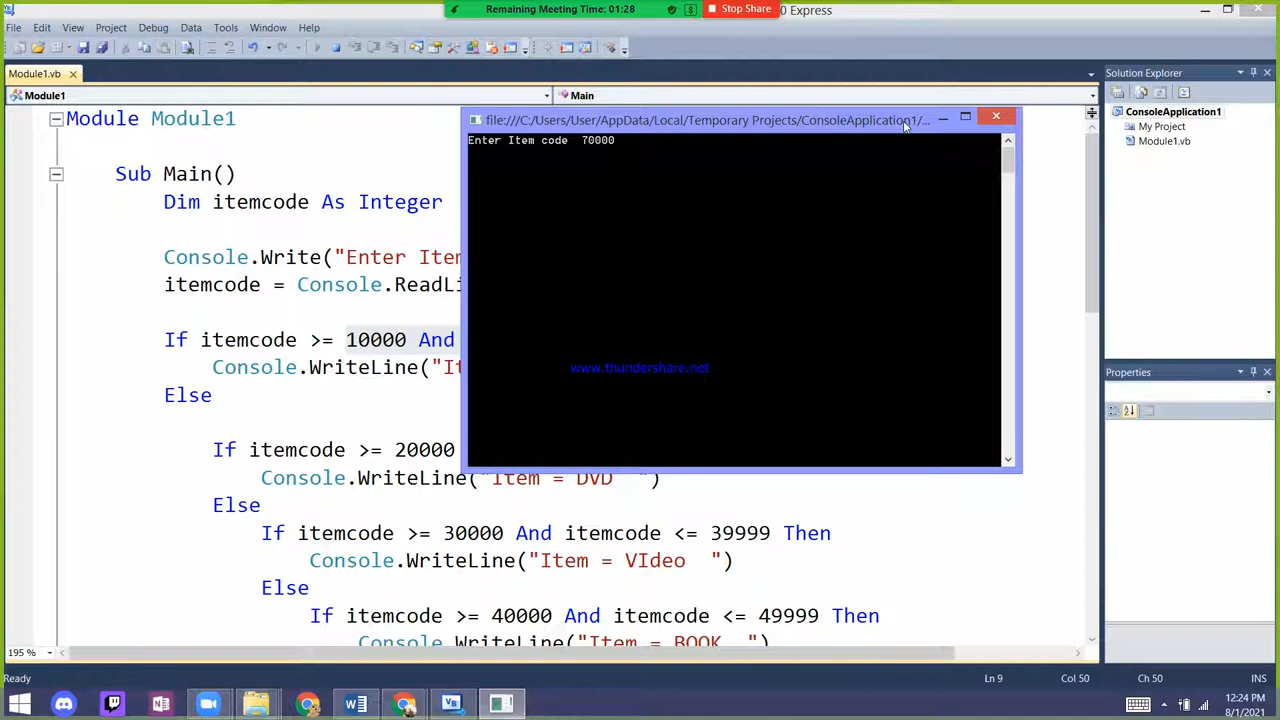 Remaining Meeting Time: 01:28
Stop Share
0 Express
File Edit View Project Debug Data Tools Window Help
Module1.vb
Module1
Main
Module Module1
Sub Main()
Dim itemcode As Integer
Console.Write("Enter Iter
itemcode = Console.ReadLi
If itemcode >= 10000 And
Console.WriteLine("It
Else
If itemcode >= 20000
Console.WriteLine("Item = DVD ")
Else
If itemcode >= 30000 And itemcode <= 39999 Then
Console.WriteLine("Item = VIdeo ")
Else
If itemcode >= 40000 And itemcode <= 49999 Then
Console.WriteLine("Item = BOOK ")
file:///C:/Users/User/AppData/Local/Temporary Projects/ConsoleApplication1/...
Enter Item code 70000
www.thundershare.net
Solution Explorer
ConsoleApplication1
My Project
Module1.vb
Properties
195 %
Ready
Ln 9
Col 50
Ch 50
INS
12:24 PM
8/1/2021